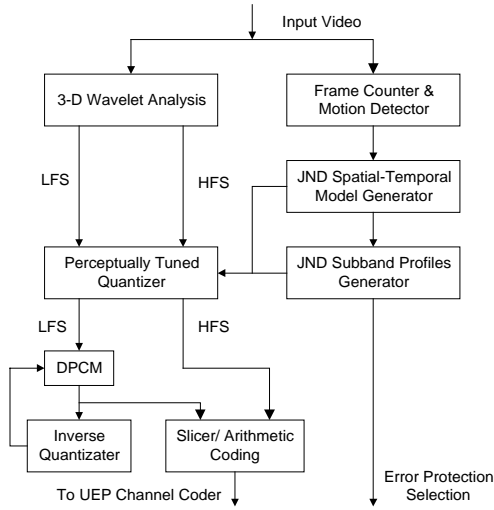 Input Video
3-D Wavelet Analysis
Frame Counter &
Motion Detector
LFS
HFS
JND Spatial-Temporal
Model Generator
Perceptually Tuned
Quantizer
JND Subband Profiles
Generator
LFS
HFS
DPCM
Inverse
Quantizater
Slicer/ Arithmetic
Coding
To UEP Channel Coder
Error Protection
Selection